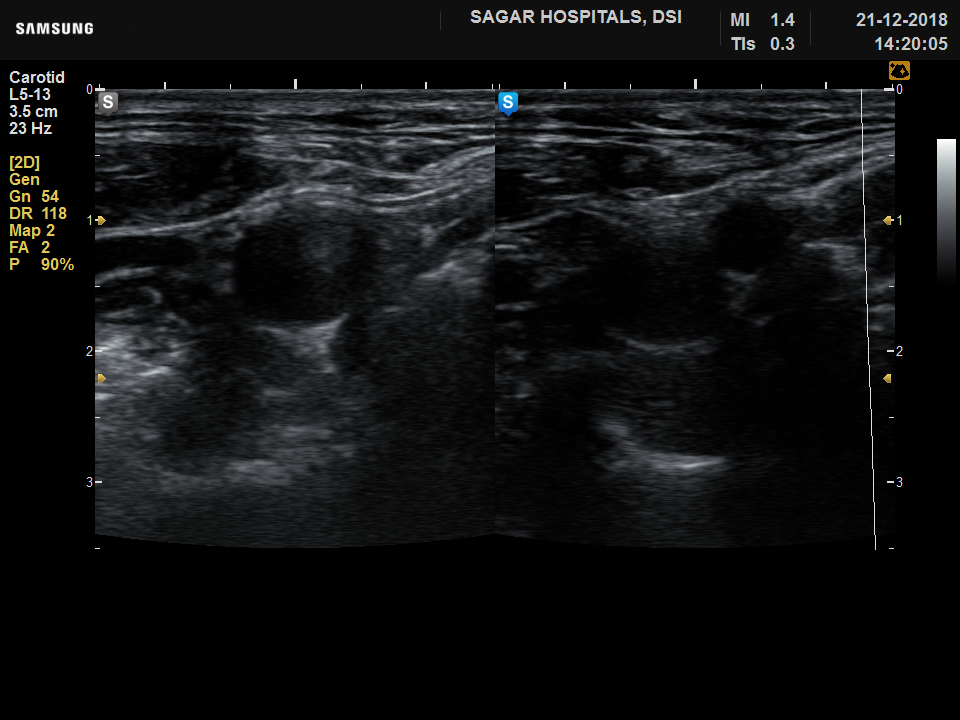 SAMSUNG
SAGAR HOSPITALS, DSI
MI 1.4
TIs 0.3
21-12-2018
14:20:05
Carotid
L5-13
3.5 cm
23 Hz
[2D]
Gen
Gn 54
DR 118
Map 2
FA 2
P 90%
S
S
0
1
2
3
0
1
2
3